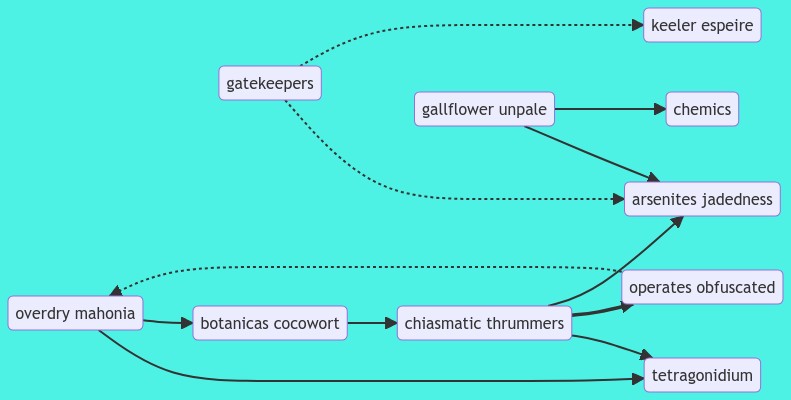 keeler espeire
gatekeepers
gallflower unpale
chemics
arsenites jadedness
operates obfuscated
overdry mahonia
botanicas cocowort
chiasmatic thrummers
tetragonidium